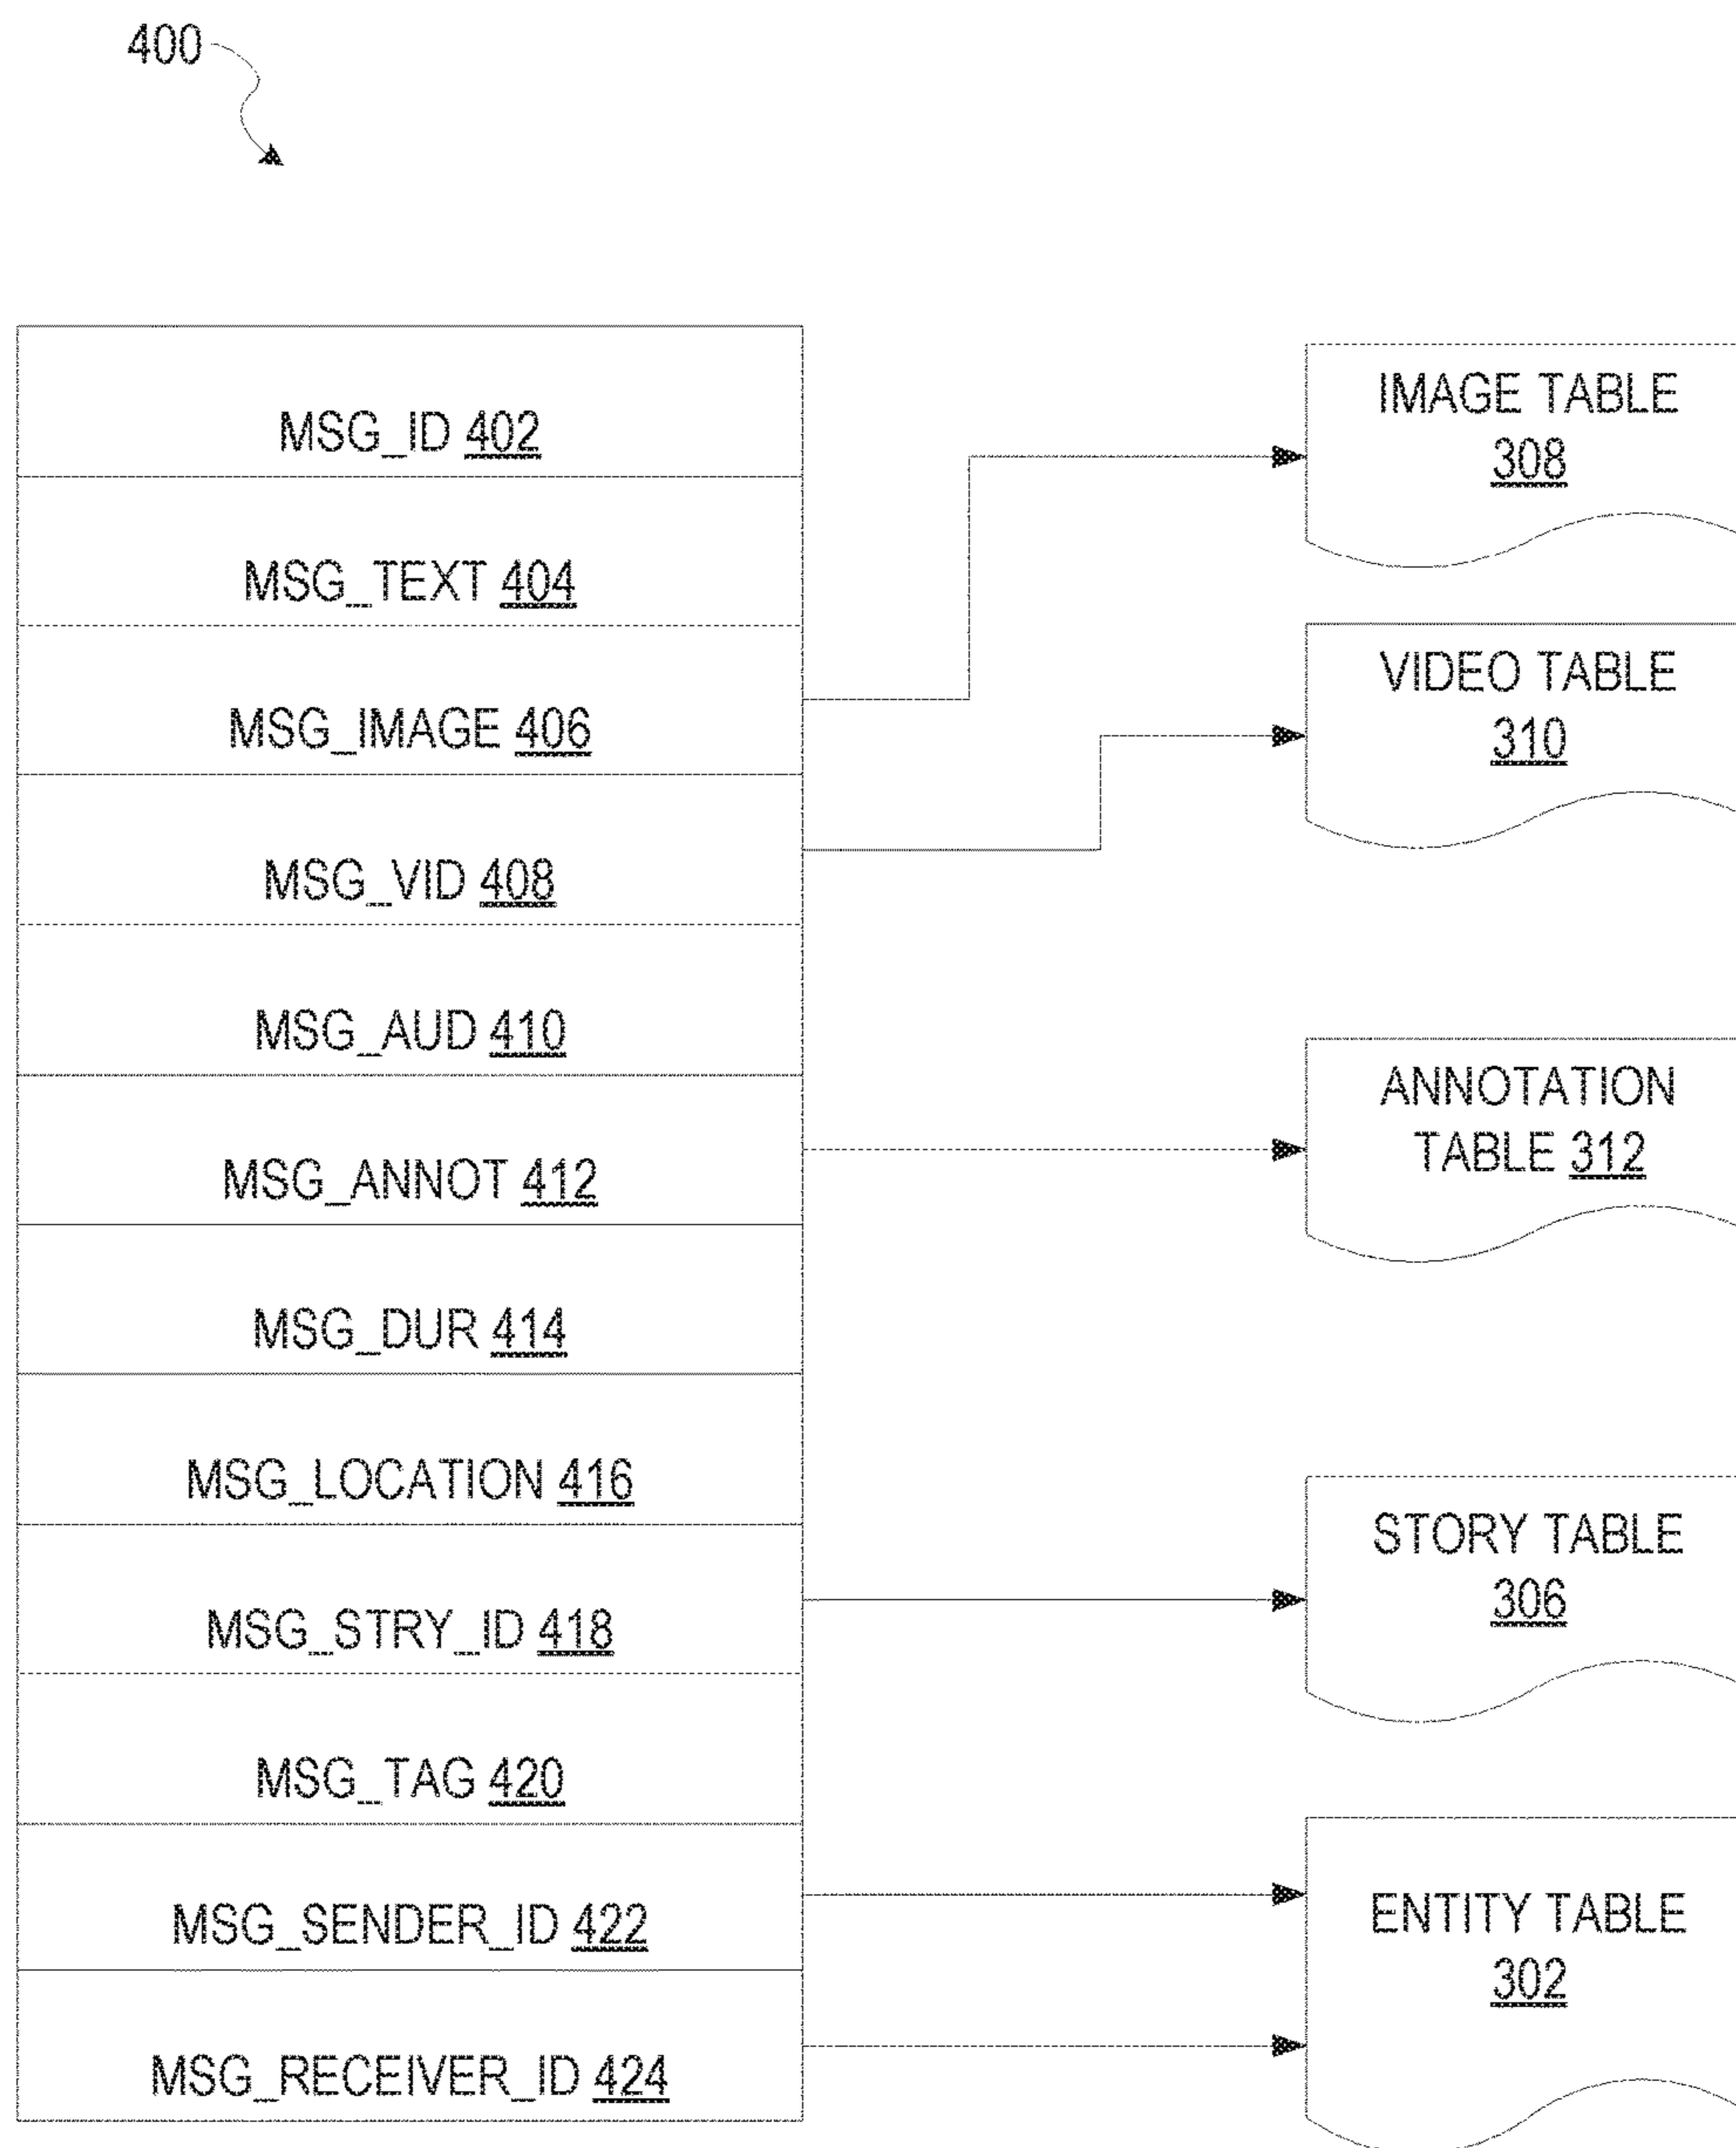 400
MSG_ID 402
MSG_TEXT 404
MSG_IMAGE 406
MSG_VID 408
MSG_AUD 410
MSG_ANNOT 412
MSG_DUR 414
MSG_LOCATION 416
MSG_STRY_ID 418
MSG_TAG 420
MSG_SENDER_ID 422
MSG_RECEIVER_ID 424
IMAGE TABLE
308
VIDEO TABLE
310
ANNOTATION
TABLE 312
STORY TABLE
306
ENTITY TABLE
302